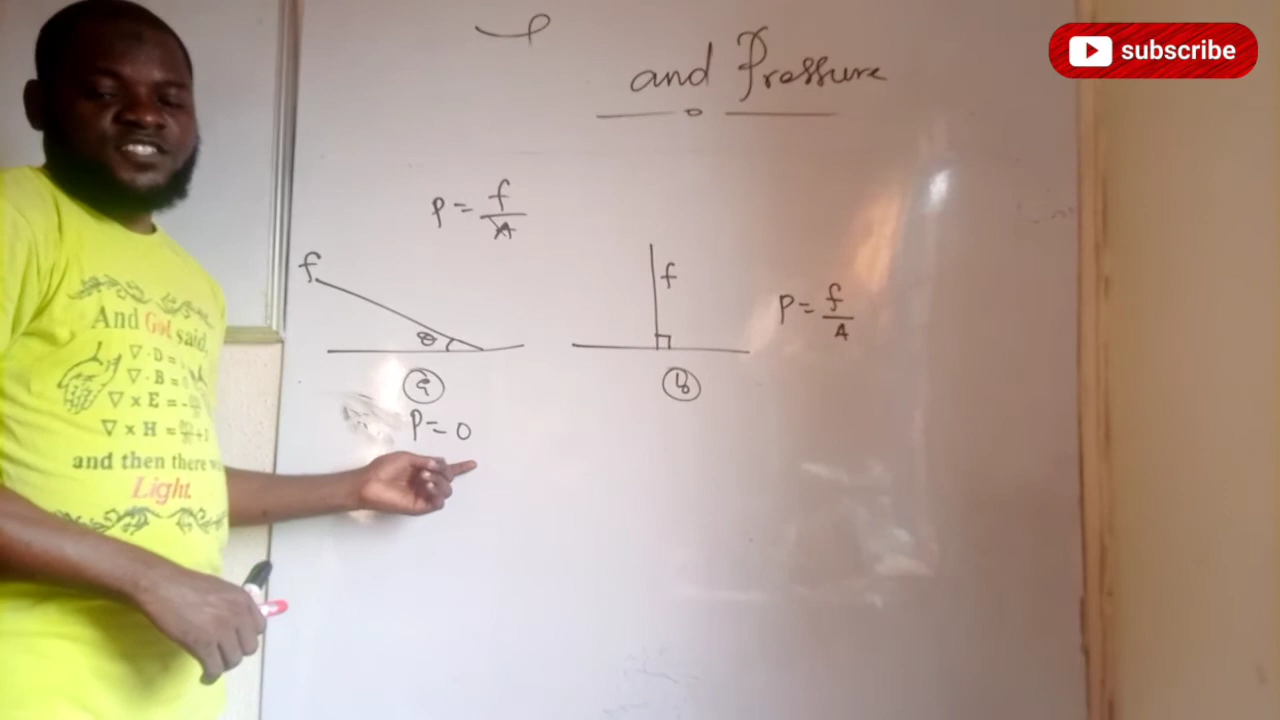 subscribe
and Pressure
P = f/A
f
θ
a
P = 0
f
b
P = f/A
And God said,
∇·D =
∇·B =
∇ x E = -
∇ x H =
and then there
Light.